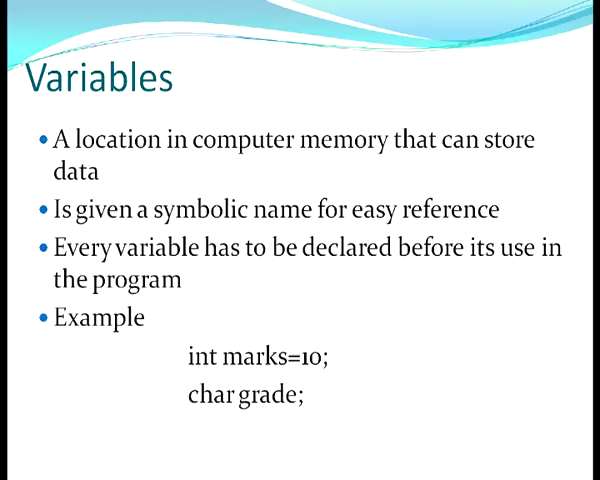 Variables
A location in computer memory that can store
data
Is given a symbolic name for easy reference
Every variable has to be declared before its use in
the program
Example
int marks=10;
char grade;